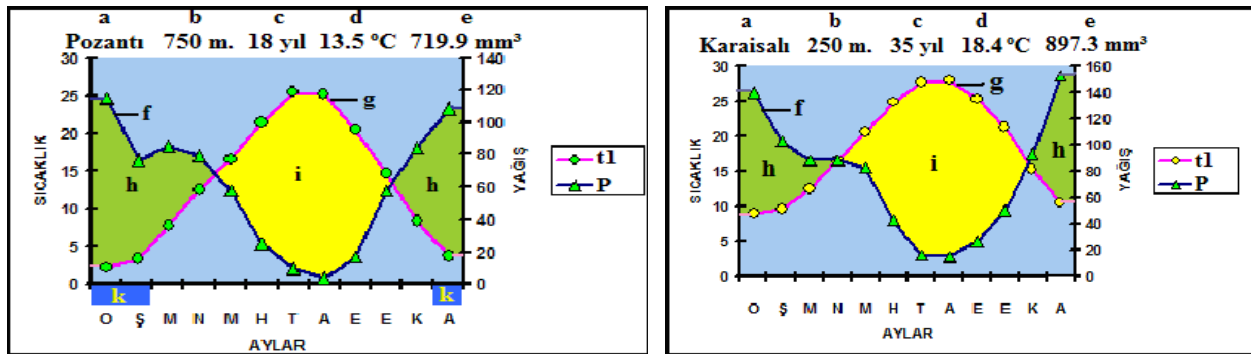 a b c d e
Pozantı 750 m. 18 yıl 13.5 ºC 719.9 mm³
30 25 20 15 10 5 0
SICAKLIK
140 120 100 80 60 40 20 0
YAĞIŞ
f g
h i h
t1
P
k k
O Ş M N M H T A E E K A
AYLAR
a b c d e
Karaisalı 250 m. 35 yıl 18.4 ºC 897.3 mm³
30 25 20 15 10 5 0
SICAKLIK
160 140 120 100 80 60 40 20 0
YAĞIŞ
f g
h i h
t1
P
O Ş M N M H T A E E K A
AYLAR